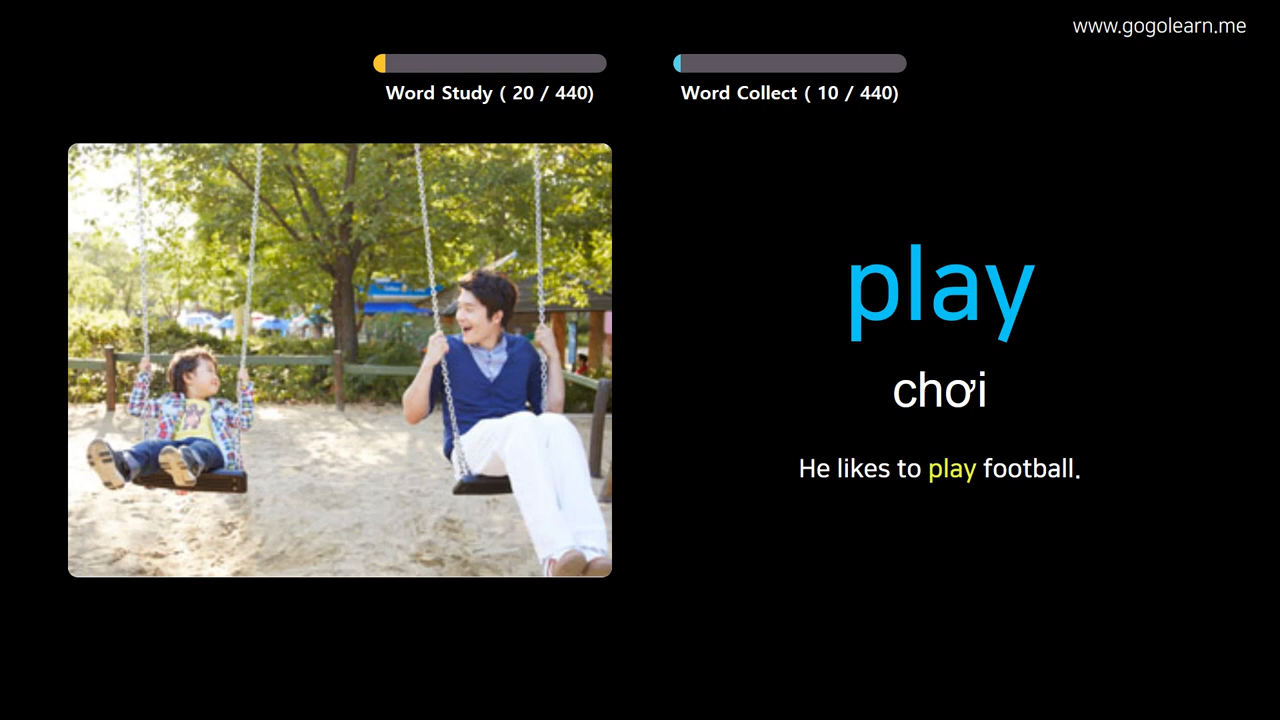 www.gogolearn.me
Word Study ( 20 / 440)
Word Collect ( 10 / 440)
play
chơi
He likes to play football.